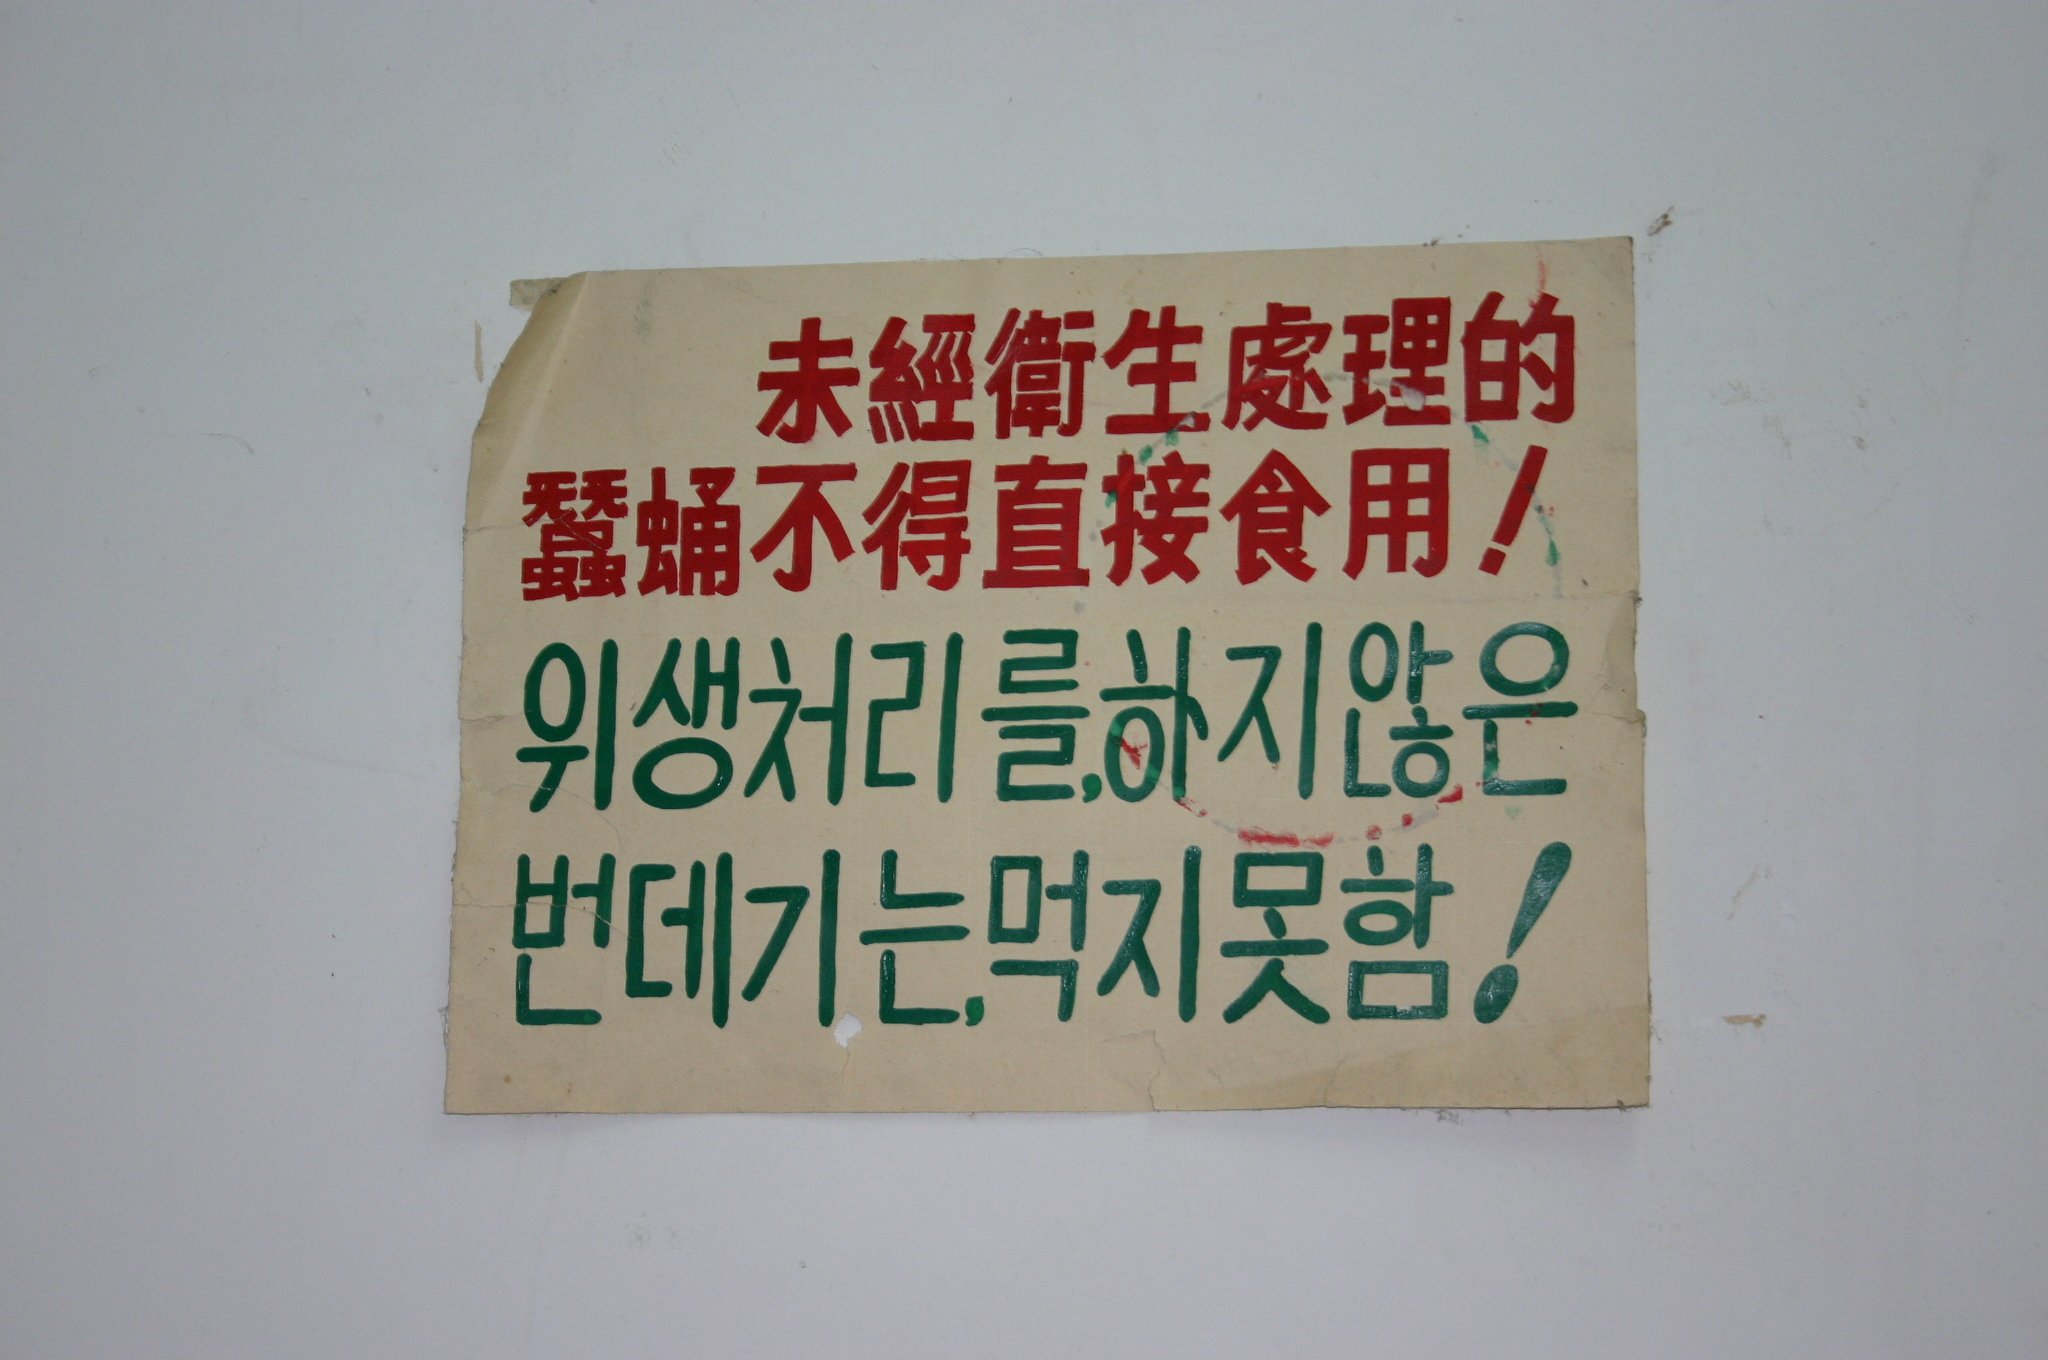 未經衛生處理的
蠶蛹不得直接食用！
위생처리를,하지않은
번데기는,먹지못함!